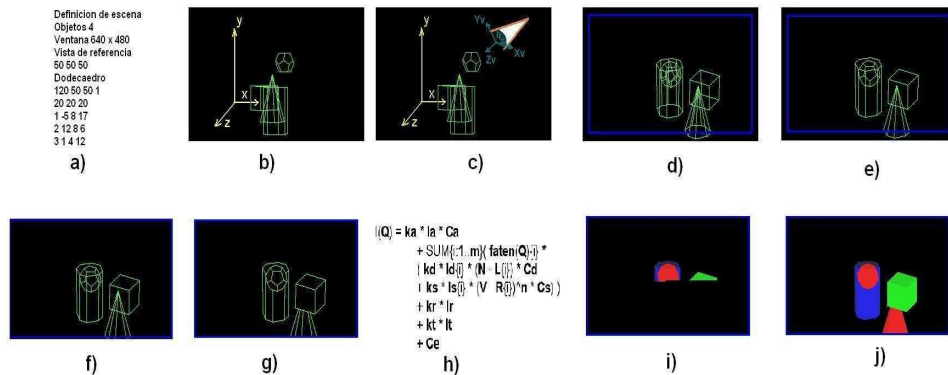 Definicion de escena
Objetos 4
Ventana 640 x 480
Vista de referencia
50 50 50
Dodecaedro
120 50 50 1
20 20 20
1 -5 8 17
2 12 8 6
3 1 4 12
a)
y
x
z
b)
y
x
z
Yv
Xv
Zv
c)
d)
e)
f)
g)
I(Q) = ka * Ia * Ca
+ SUM{i:1..m}( faten(Q){i} *
( kd * Id{i} * (N · L{i}) * Cd
+ ks * Is{i} * (V · R{i})^n * Cs) )
+ kr * Ir
+ kt * It
+ Ce
h)
i)
j)